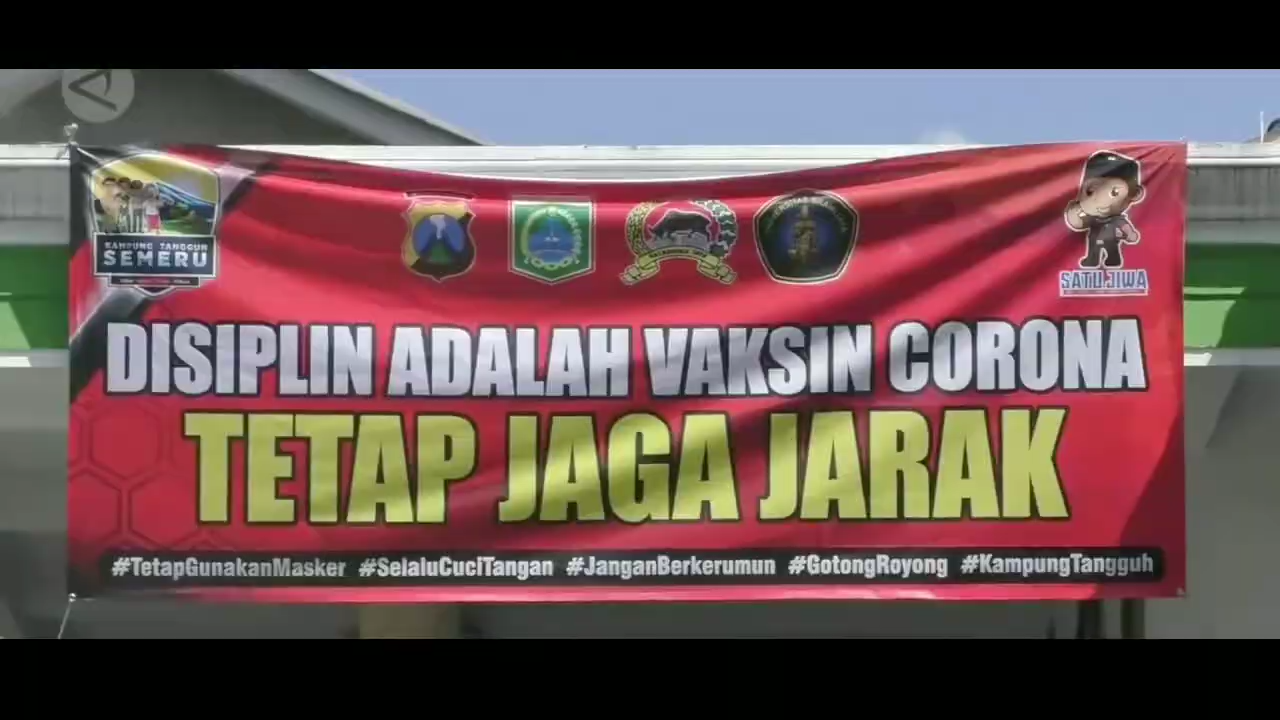 KAMPUNG TANGGUH
SEMERU
SATU JIWA
DISIPLIN ADALAH VAKSIN CORONA
TETAP JAGA JARAK
#TetapGunakanMasker #SelaluCuciTangan #JanganBerkerumun #GotongRoyong #KampungTangguh